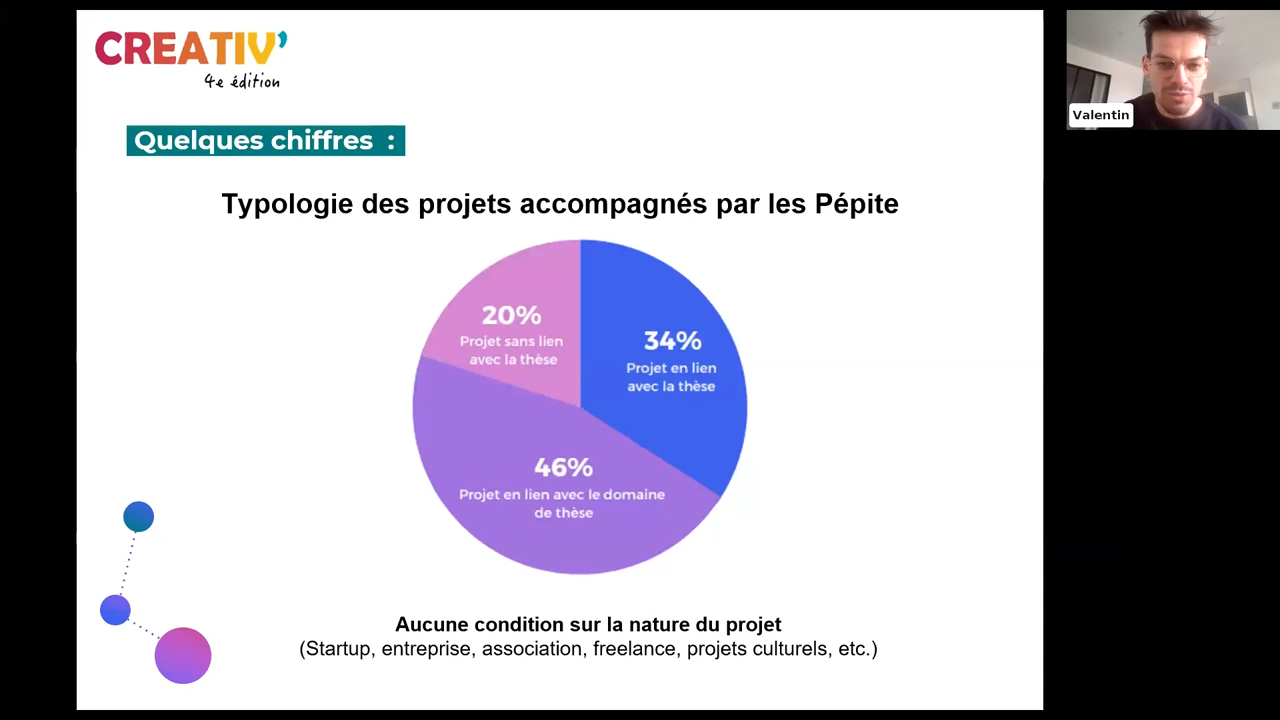 CREATIV'
4e édition
Valentin
Quelques chiffres :
Typologie des projets accompagnés par les Pépite
20%
Projet sans lien
avec la thèse
34%
Projet en lien
avec la thèse
46%
Projet en lien avec le domaine
de thèse
Aucune condition sur la nature du projet
(Startup, entreprise, association, freelance, projets culturels, etc.)